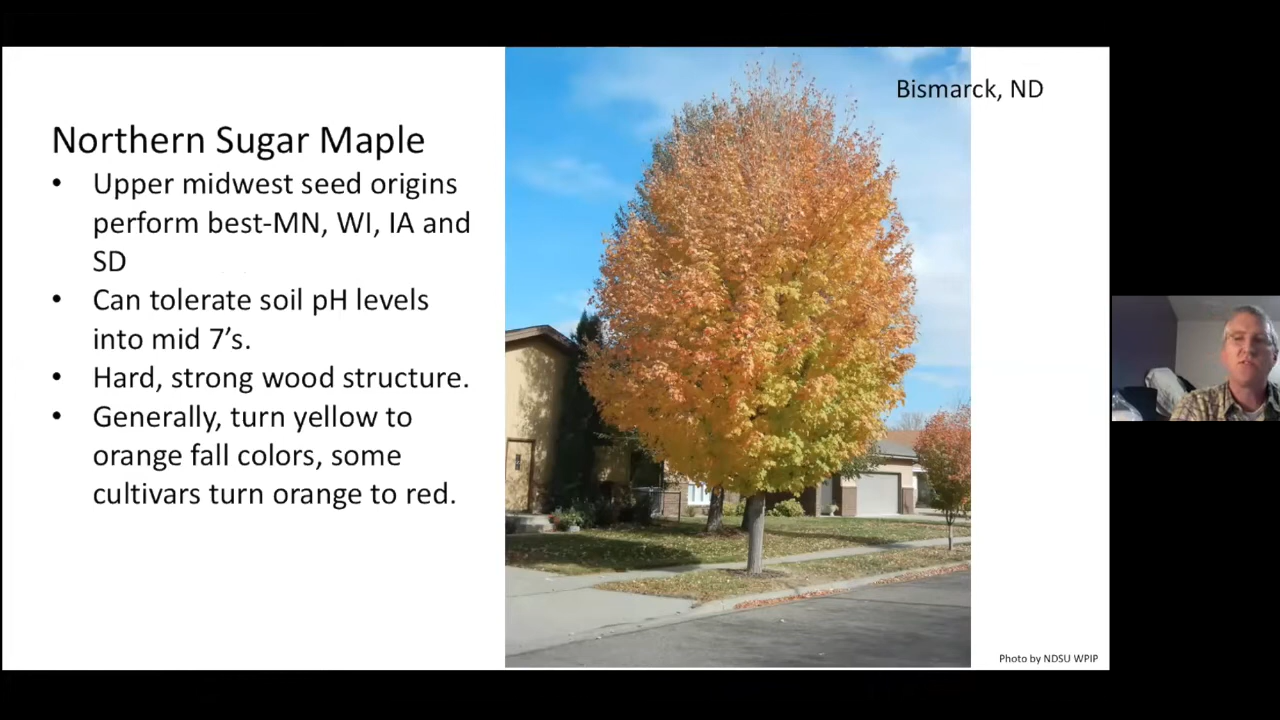 Bismarck, ND
Northern Sugar Maple
• Upper midwest seed origins
perform best-MN, WI, IA and
SD
• Can tolerate soil pH levels
into mid 7’s.
• Hard, strong wood structure.
• Generally, turn yellow to
orange fall colors, some
cultivars turn orange to red.
Photo by NDSU WPIP